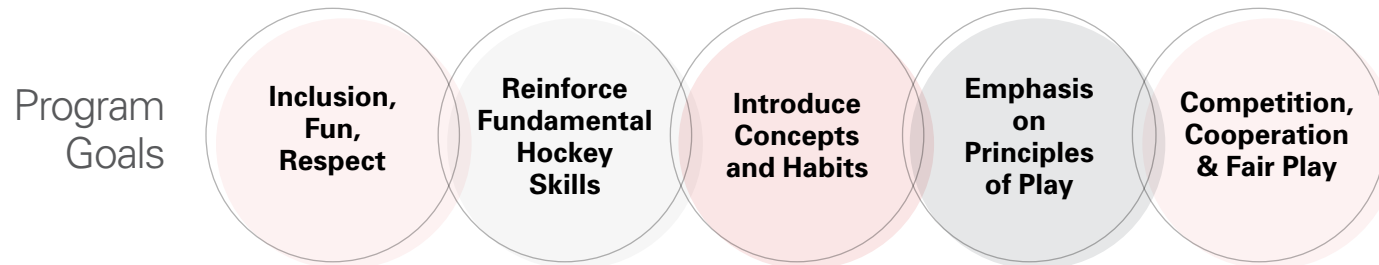 Program
Goals
Inclusion,
Fun,
Respect
Reinforce
Fundamental
Hockey
Skills
Introduce
Concepts
and Habits
Emphasis
on
Principles
of Play
Competition,
Cooperation
& Fair Play